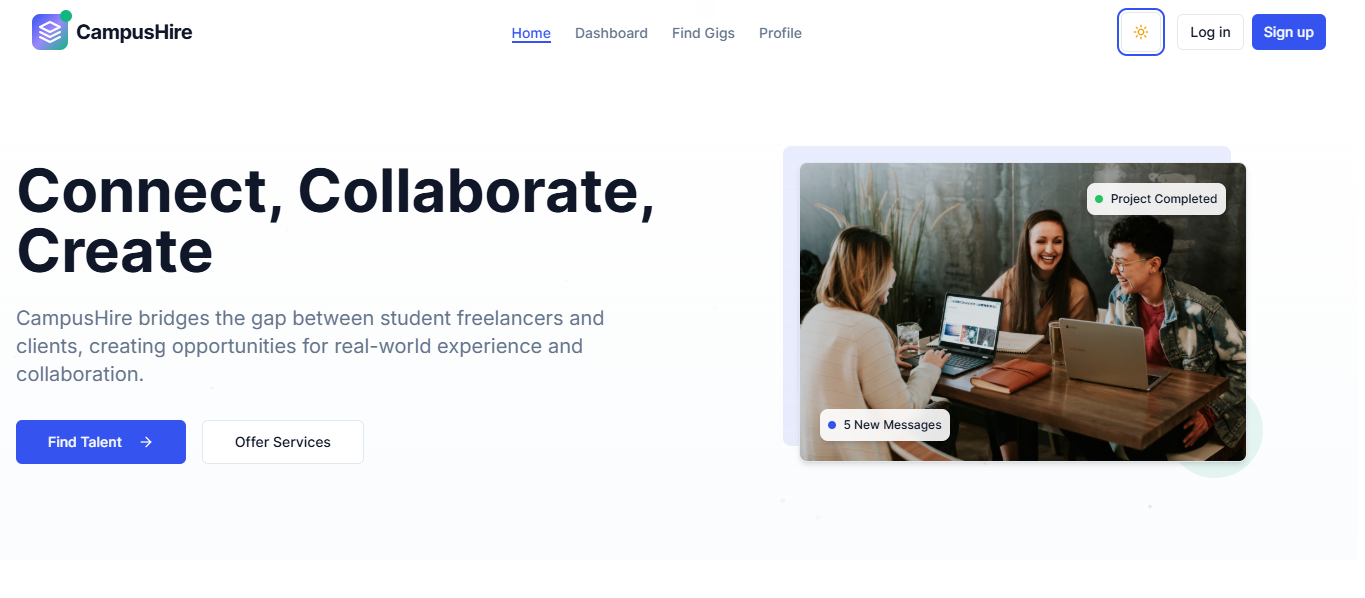 CampusHire
Home
Dashboard
Find Gigs
Profile
Log in
Sign up
Connect, Collaborate,
Create
CampusHire bridges the gap between student freelancers and
clients, creating opportunities for real-world experience and
collaboration.
Find Talent
Offer Services
Project Completed
5 New Messages